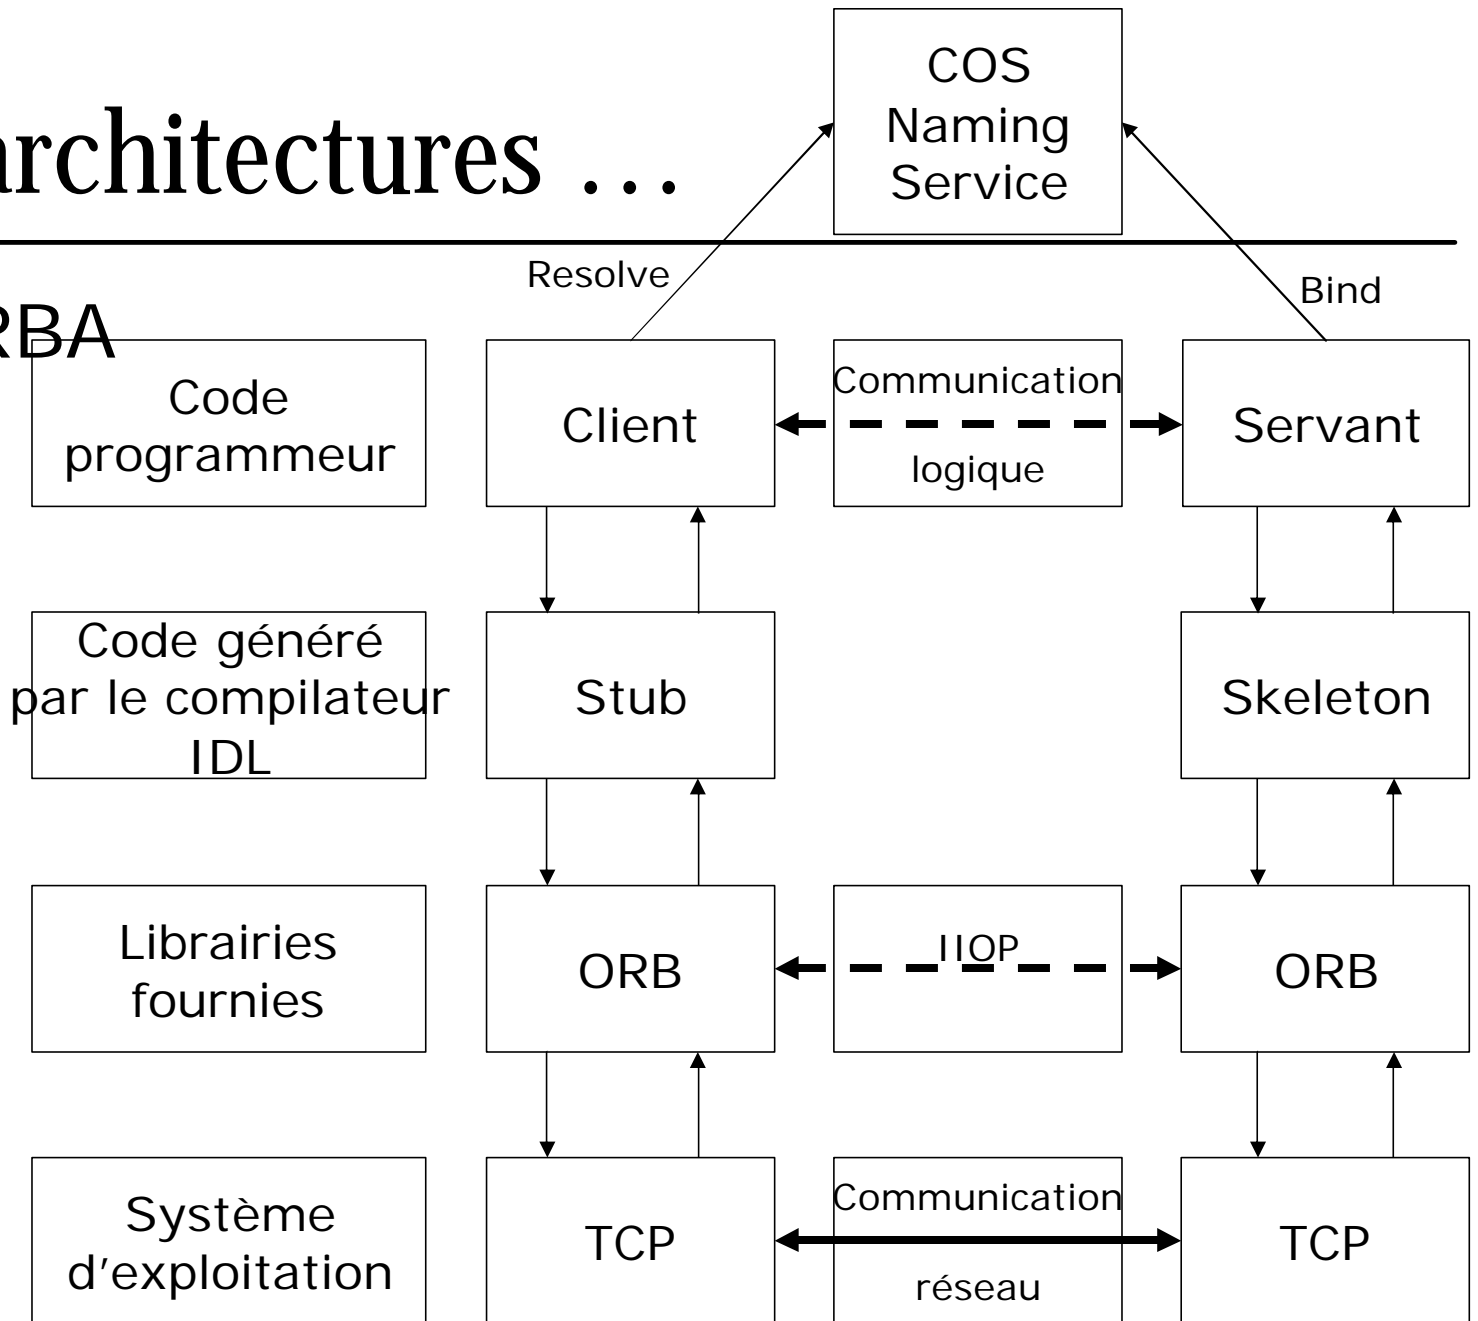 COS
Naming
Service
architectures …
Resolve
Bind
RBA
Code
programmeur
Client
Communication
logique
Servant
Code généré
par le compilateur
IDL
Stub
Skeleton
Librairies
fournies
ORB
IIOP
ORB
Système
d'exploitation
TCP
Communication
réseau
TCP